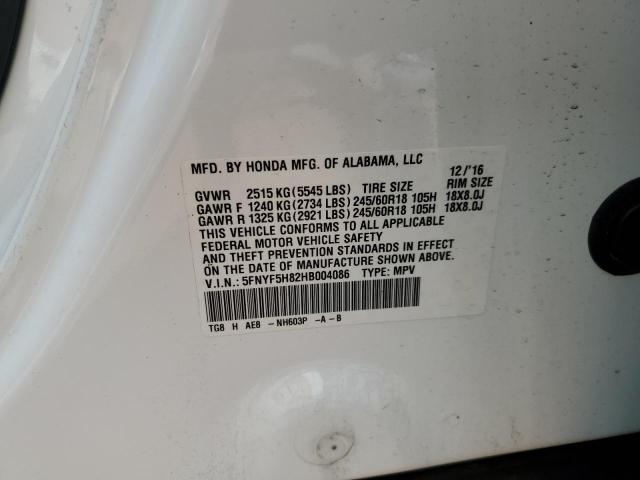 MFD. BY HONDA MFG. OF ALABAMA, LLC 12/'16
GVWR 2515 KG(5545 LBS) TIRE SIZE RIM SIZE
GAWR F 1240 KG(2734 LBS) 245/60R18 105H 18X8.0J
GAWR R 1325 KG(2921 LBS) 245/60R18 105H 18X8.0J
THIS VEHICLE CONFORMS TO ALL APPLICABLE
FEDERAL MOTOR VEHICLE SAFETY
AND THEFT PREVENTION STANDARDS IN EFFECT
ON THE DATE OF MANUFACTURE SHOWN ABOVE.
V.I.N.: 5FNYF5H82HB004086 TYPE: MPV
TG8 H AE8 -NH603P -A-B